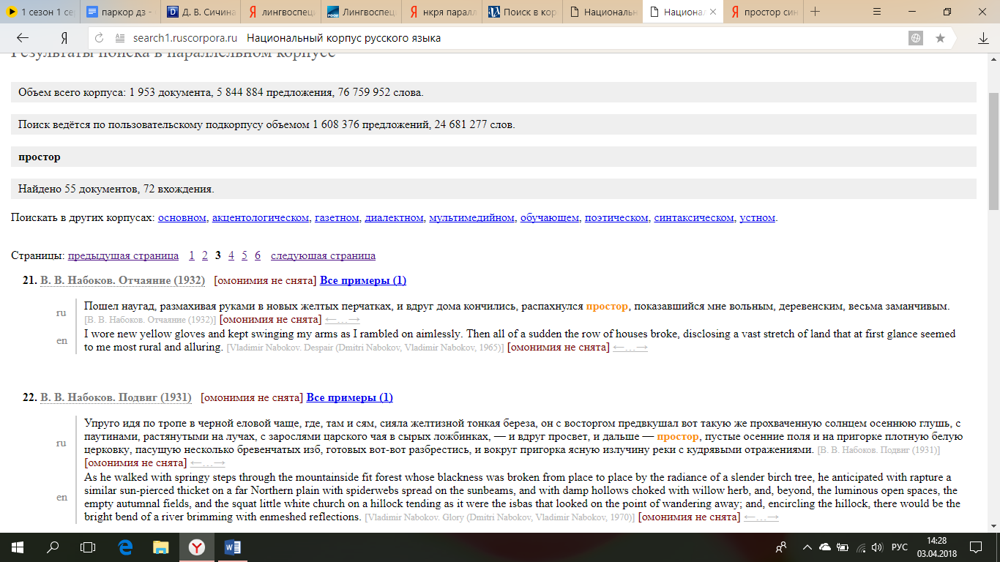 1 сезон 1 се
паркор дз -
Д. В. Сичина
лингвоспеци
Лингвоспец
нкря паралл
Поиск в кор
Националь
Национал
простор син
search1.ruscorpora.ru Национальный корпус русского языка
Результаты поиска в параллельном корпусе
Объем всего корпуса: 1 953 документа, 5 844 884 предложения, 76 759 952 слова.
Поиск ведётся по пользовательскому подкорпусу объемом 1 608 376 предложений, 24 681 277 слов.
простор
Найдено 55 документов, 72 вхождения.
Поискать в других корпусах: основном, акцентологическом, газетном, диалектном, мультимедийном, обучающем, поэтическом, синтаксическом, устном.
Страницы: предыдущая страница 1 2 3 4 5 6 следующая страница
21. В. В. Набоков. Отчаяние (1932) [омонимия не снята] Все примеры (1)
ru
Пошел наугад, размахивая руками в новых желтых перчатках, и вдруг дома кончились, распахнулся простор, показавшийся мне вольным, деревенским, весьма заманчивым.
[В. В. Набоков. Отчаяние (1932)] [омонимия не снята] ←…→
en
I wore new yellow gloves and kept swinging my arms as I rambled on aimlessly. Then all of a sudden the row of houses broke, disclosing a vast stretch of land that at first glance seemed
to me most rural and alluring. [Vladimir Nabokov. Despair (Dmitri Nabokov, Vladimir Nabokov, 1965)] [омонимия не снята] ←…→
22. В. В. Набоков. Подвиг (1931) [омонимия не снята] Все примеры (1)
ru
Упруго идя по тропе в черной еловой чаще, где, там и сям, сияла желтизной тонкая береза, он с восторгом предвкушал вот такую же прохваченную солнцем осеннюю глушь, с
паутинами, растянутыми на лучах, с зарослями царского чая в сырых ложбинках, — и вдруг просвет, и дальше — простор, пустые осенние поля и на пригорке плотную белую
церковку, пасущую несколько бревенчатых изб, готовых вот-вот разбрестись, и вокруг пригорка ясную излучину реки с кудрявыми отражениями. [В. В. Набоков. Подвиг (1931)]
[омонимия не снята] ←…→
en
As he walked with springy steps through the mountainside fit forest whose blackness was broken from place to place by the radiance of a slender birch tree, he anticipated with rapture a
similar sun-pierced thicket on a far Northern plain with spiderwebs spread on the sunbeams, and with damp hollows choked with willow herb, and, beyond, the luminous open spaces, the
empty autumnal fields, and the squat little white church on a hillock tending as it were the isbas that looked on the point of wandering away; and, encircling the hillock, there would be the
bright bend of a river brimming with enmeshed reflections. [Vladimir Nabokov. Glory (Dmitri Nabokov, Vladimir Nabokov, 1970)] [омонимия не снята] ←…→
РУС
14:28
03.04.2018